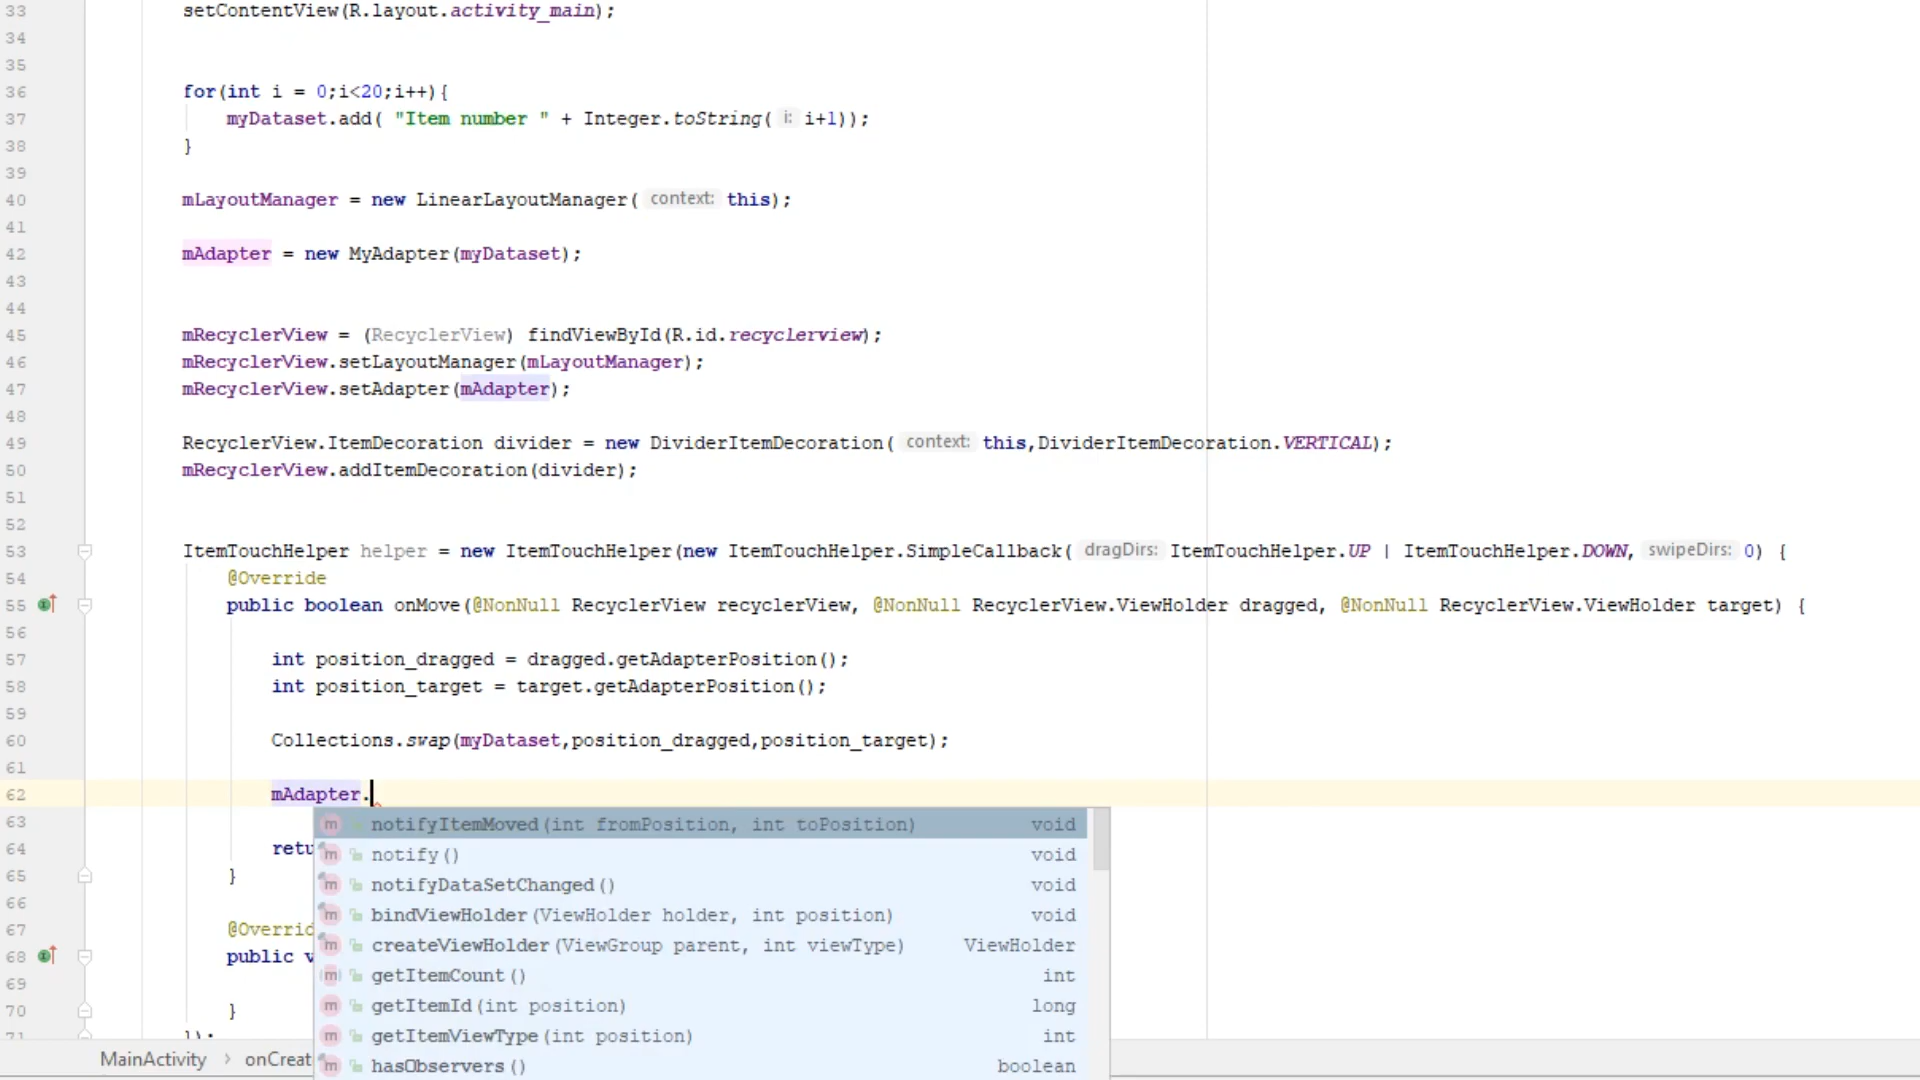 33 setContentView(R.layout.activity_main);
34
35
36 for(int i = 0;i<20;i++){
37 myDataset.add( "Item number " + Integer.toString( i: i+1));
38 }
39
40 mLayoutManager = new LinearLayoutManager( context: this);
41
42 mAdapter = new MyAdapter(myDataset);
43
44
45 mRecyclerView = (RecyclerView) findViewById(R.id.recyclerview);
46 mRecyclerView.setLayoutManager(mLayoutManager);
47 mRecyclerView.setAdapter(mAdapter);
48
49 RecyclerView.ItemDecoration divider = new DividerItemDecoration( context: this,DividerItemDecoration.VERTICAL);
50 mRecyclerView.addItemDecoration(divider);
51
52
53 ItemTouchHelper helper = new ItemTouchHelper(new ItemTouchHelper.SimpleCallback( dragDirs: ItemTouchHelper.UP | ItemTouchHelper.DOWN, swipeDirs: 0) {
54 @Override
55 public boolean onMove(@NonNull RecyclerView recyclerView, @NonNull RecyclerView.ViewHolder dragged, @NonNull RecyclerView.ViewHolder target) {
56
57 int position_dragged = dragged.getAdapterPosition();
58 int position_target = target.getAdapterPosition();
59
60 Collections.swap(myDataset,position_dragged,position_target);
61
62 mAdapter.
63 notifyItemMoved(int fromPosition, int toPosition) void
64 retu notify() void
65 } notifyDataSetChanged() void
66 bindViewHolder(ViewHolder holder, int position) void
67 @Overrid createViewHolder(ViewGroup parent, int viewType) ViewHolder
68 public v getItemCount() int
69 getItemId(int position) long
70 } getItemViewType(int position) int
71 });
MainActivity › onCreat hasObservers() boolean